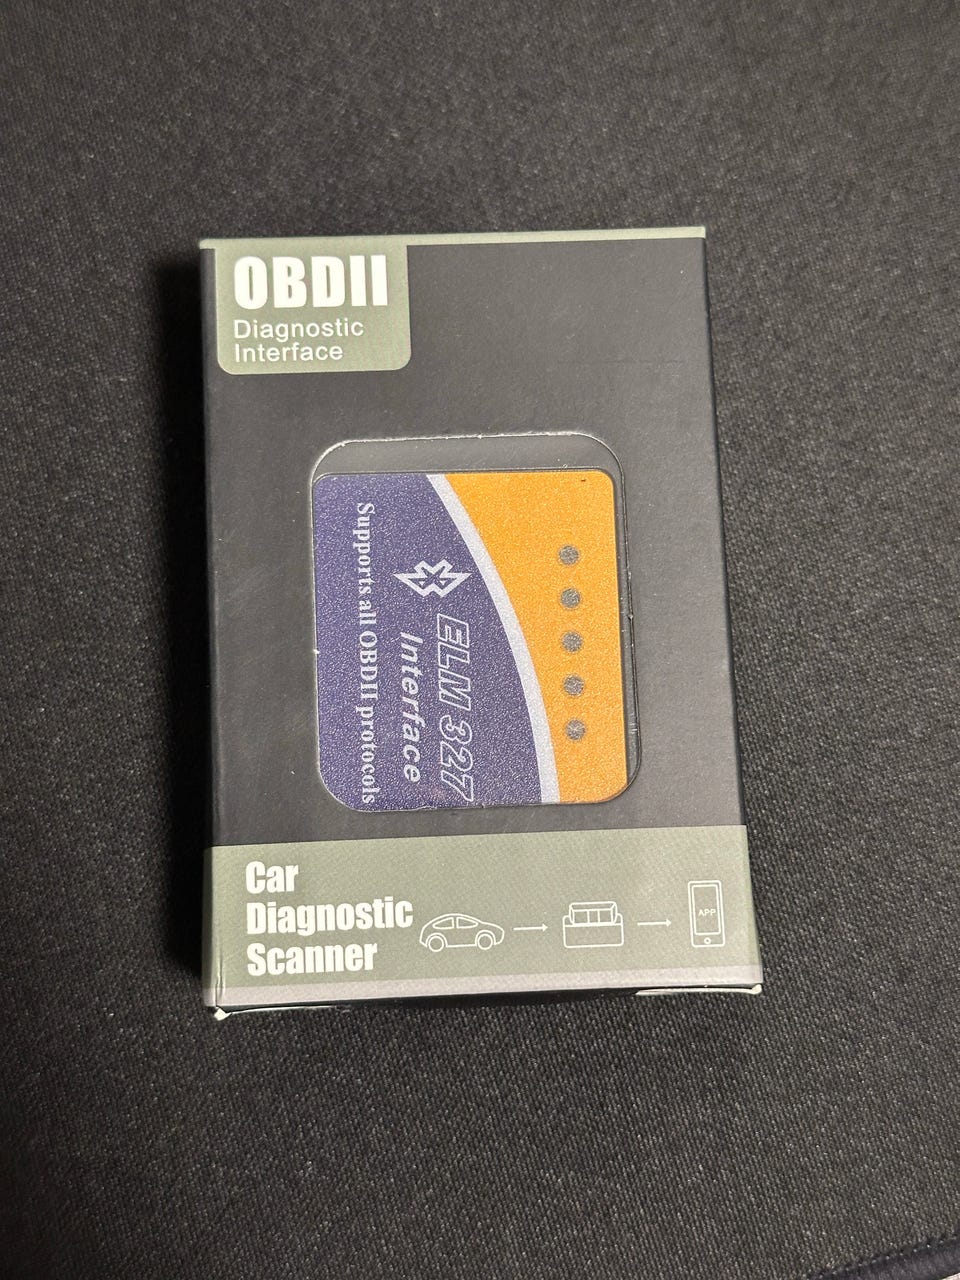 OBDII
Diagnostic
Interface
ELM 327
Interface
Supports all OBDII protocols
Car
Diagnostic
Scanner
APP